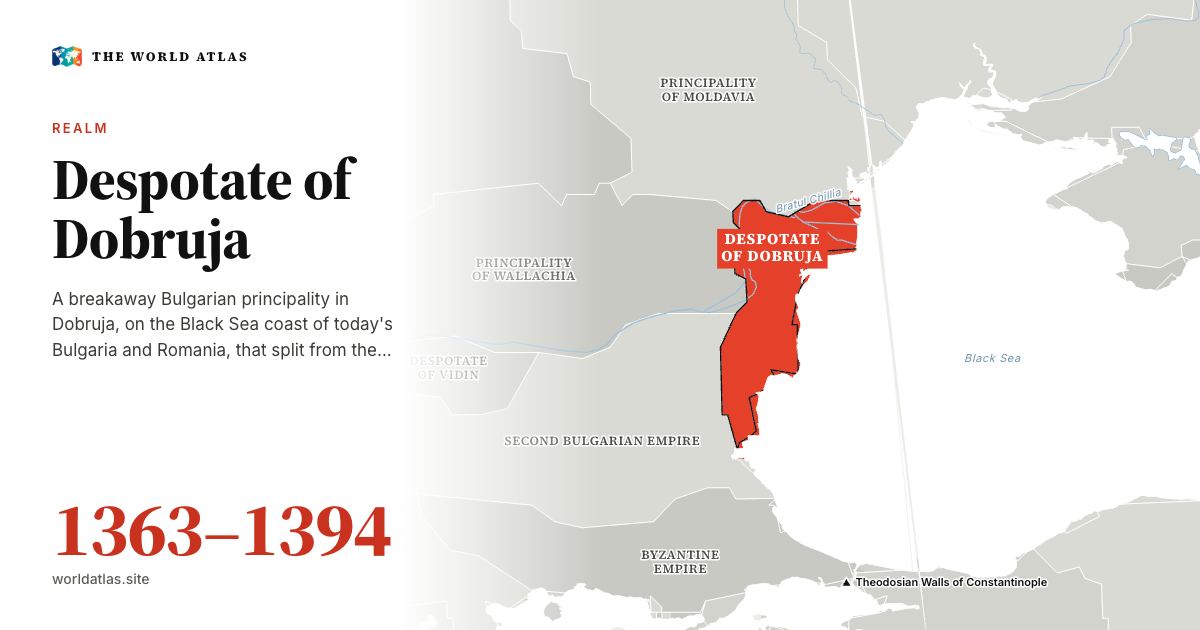 THE WORLD ATLAS
REALM
Despotate of
Dobruja
A breakaway Bulgarian principality in
Dobruja, on the Black Sea coast of today's
Bulgaria and Romania, that split from the...
1363–1394
worldatlas.site
PRINCIPALITY
OF MOLDAVIA
Bratul Chillia
DESPOTATE
OF DOBRUJA
PRINCIPALITY
OF WALLACHIA
DESPOTATE
OF VIDIN
Black Sea
SECOND BULGARIAN EMPIRE
BYZANTINE
EMPIRE
▲ Theodosian Walls of Constantinople